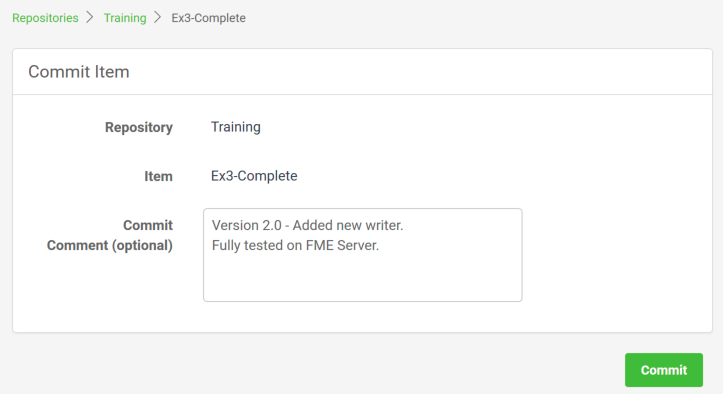 Repositories > Training > Ex3-Complete
Commit Item
Repository Training
Item Ex3-Complete
Commit
Comment (optional)
Version 2.0 - Added new writer.
Fully tested on FME Server.
Commit